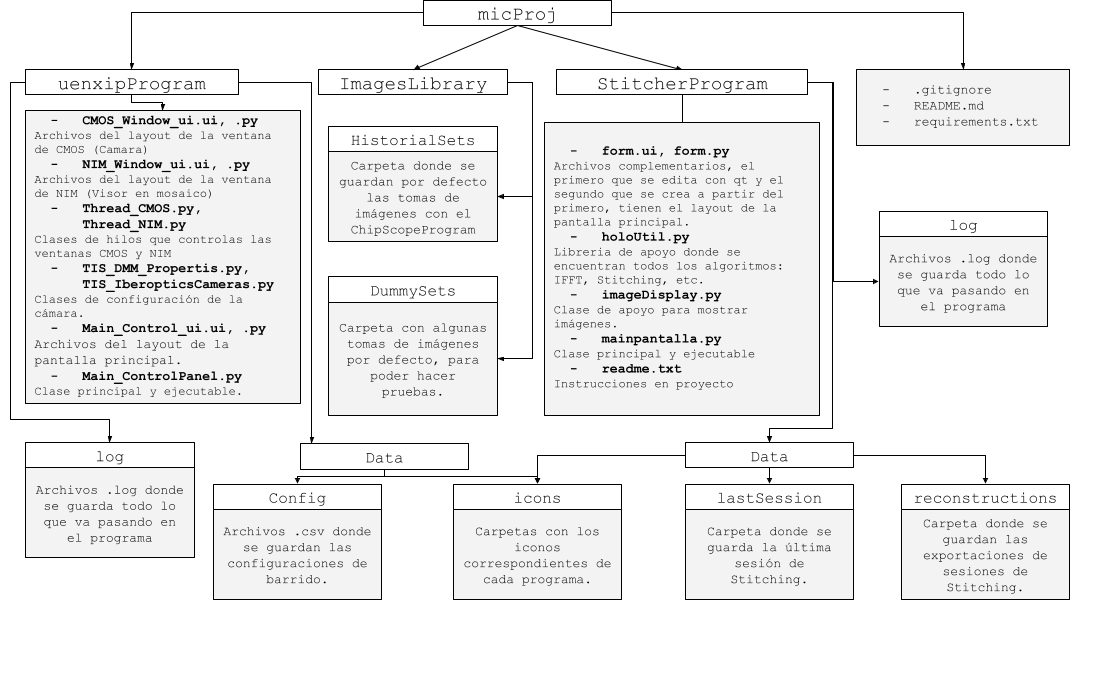 micProj
uenxipProgram
- CMOS_Window_ui.ui, .py
Archivos del layout de la ventana
de CMOS (Camara)
- NIM_Window_ui.ui, .py
Archivos del layout de la ventana
de NIM (Visor en mosaico)
- Thread_CMOS.py,
Thread_NIM.py
Clases de hilos que controlas las
ventanas CMOS y NIM
- TIS_DMM_Propertis.py,
TIS_IberopticsCameras.py
Clases de configuración de la
cámara.
- Main_Control_ui.ui, .py
Archivos del layout de la
pantalla principal.
- Main_ControlPanel.py
Clase principal y ejecutable.
ImagesLibrary
HistorialSets
Carpeta donde se
guardan por defecto
las tomas de
imágenes con el
ChipScopeProgram
DummySets
Carpeta con algunas
tomas de imágenes
por defecto, para
poder hacer
pruebas.
StitcherProgram
- form.ui, form.py
Archivos complementarios, el
primero que se edita con qt y el
segundo que se crea a partir del
primero, tienen el layout de la
pantalla principal.
- holoUtil.py
Libreria de apoyo donde se
encuentran todos los algoritmos:
IFFT, Stitching, etc.
- imageDisplay.py
Clase de apoyo para mostrar
imágenes.
- mainpantalla.py
Clase principal y ejecutable
- readme.txt
Instrucciones en proyecto
- .gitignore
- README.md
- requirements.txt
log
Archivos .log donde
se guarda todo lo
que va pasando en
el programa
log
Archivos .log donde
se guarda todo lo
que va pasando en
el programa
Data
Config
Archivos .csv donde
se guardan las
configuraciones de
barrido.
icons
Carpetas con los
iconos
correspondientes de
cada programa.
Data
lastSession
Carpeta donde se
guarda la última
sesión de
Stitching.
reconstructions
Carpeta donde se
guardan las
exportaciones de
sesiones de
Stitching.